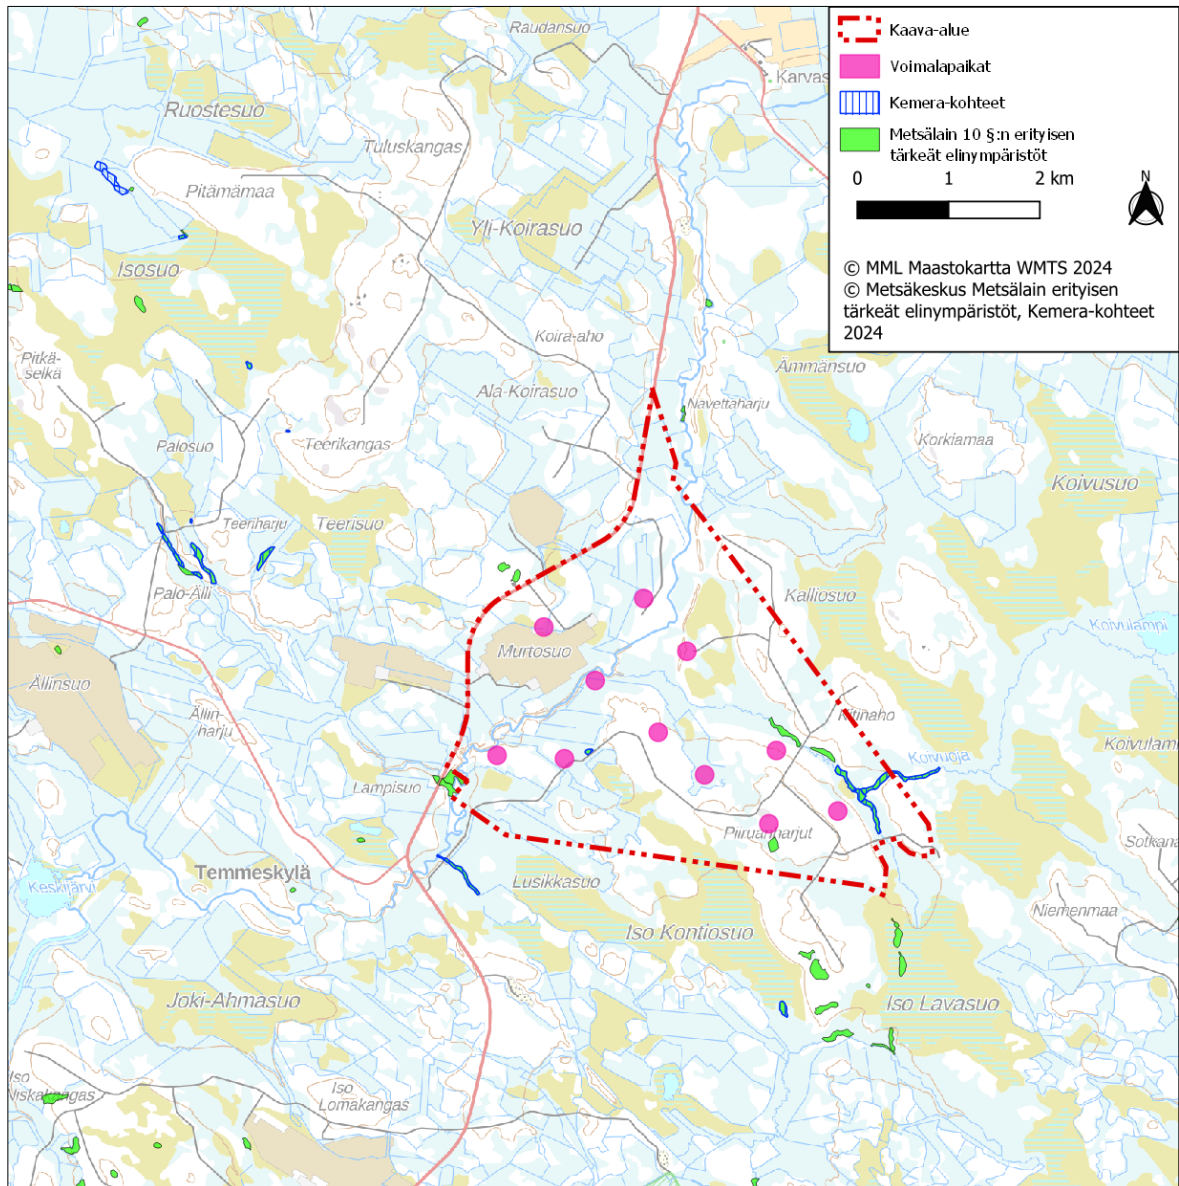 Kaava-alue
Voimalapaikat
Kemera-kohteet
Metsälain 10 §:n erityisen
tärkeät elinympäristöt
0 1 2 km
N
© MML Maastokartta WMTS 2024
© Metsäkeskus Metsälain erityisen
tärkeät elinympäristöt, Kemera-kohteet
2024
Raudansuo
Karvas
Ruostesuo
Tuluskangas
Pitämämaa
Yli-Koirasuo
Isosuo
Koira-aho
Pitkä-
selkä
Ämmänsuo
Ala-Koirasuo
Navettaharju
Palosuo
Teerikangas
Korkiamaa
Koivusuo
Teeriharju
Teerisuo
Palo-Älli
Kalliosuo
Koivulampi
Murtosuo
Ällinsuo
Ällin-
harju
Riitinaho
Koivulam
Koivuoja
Lampisuo
Piiruanharjut
Sotkana
Temmeskylä
Keskijärvi
Lusikkasuo
Niemenmaa
Iso Kontiosuo
Joki-Ahmasuo
Iso Lavasuo
Iso
Niskakangas
Iso
Lomakangas